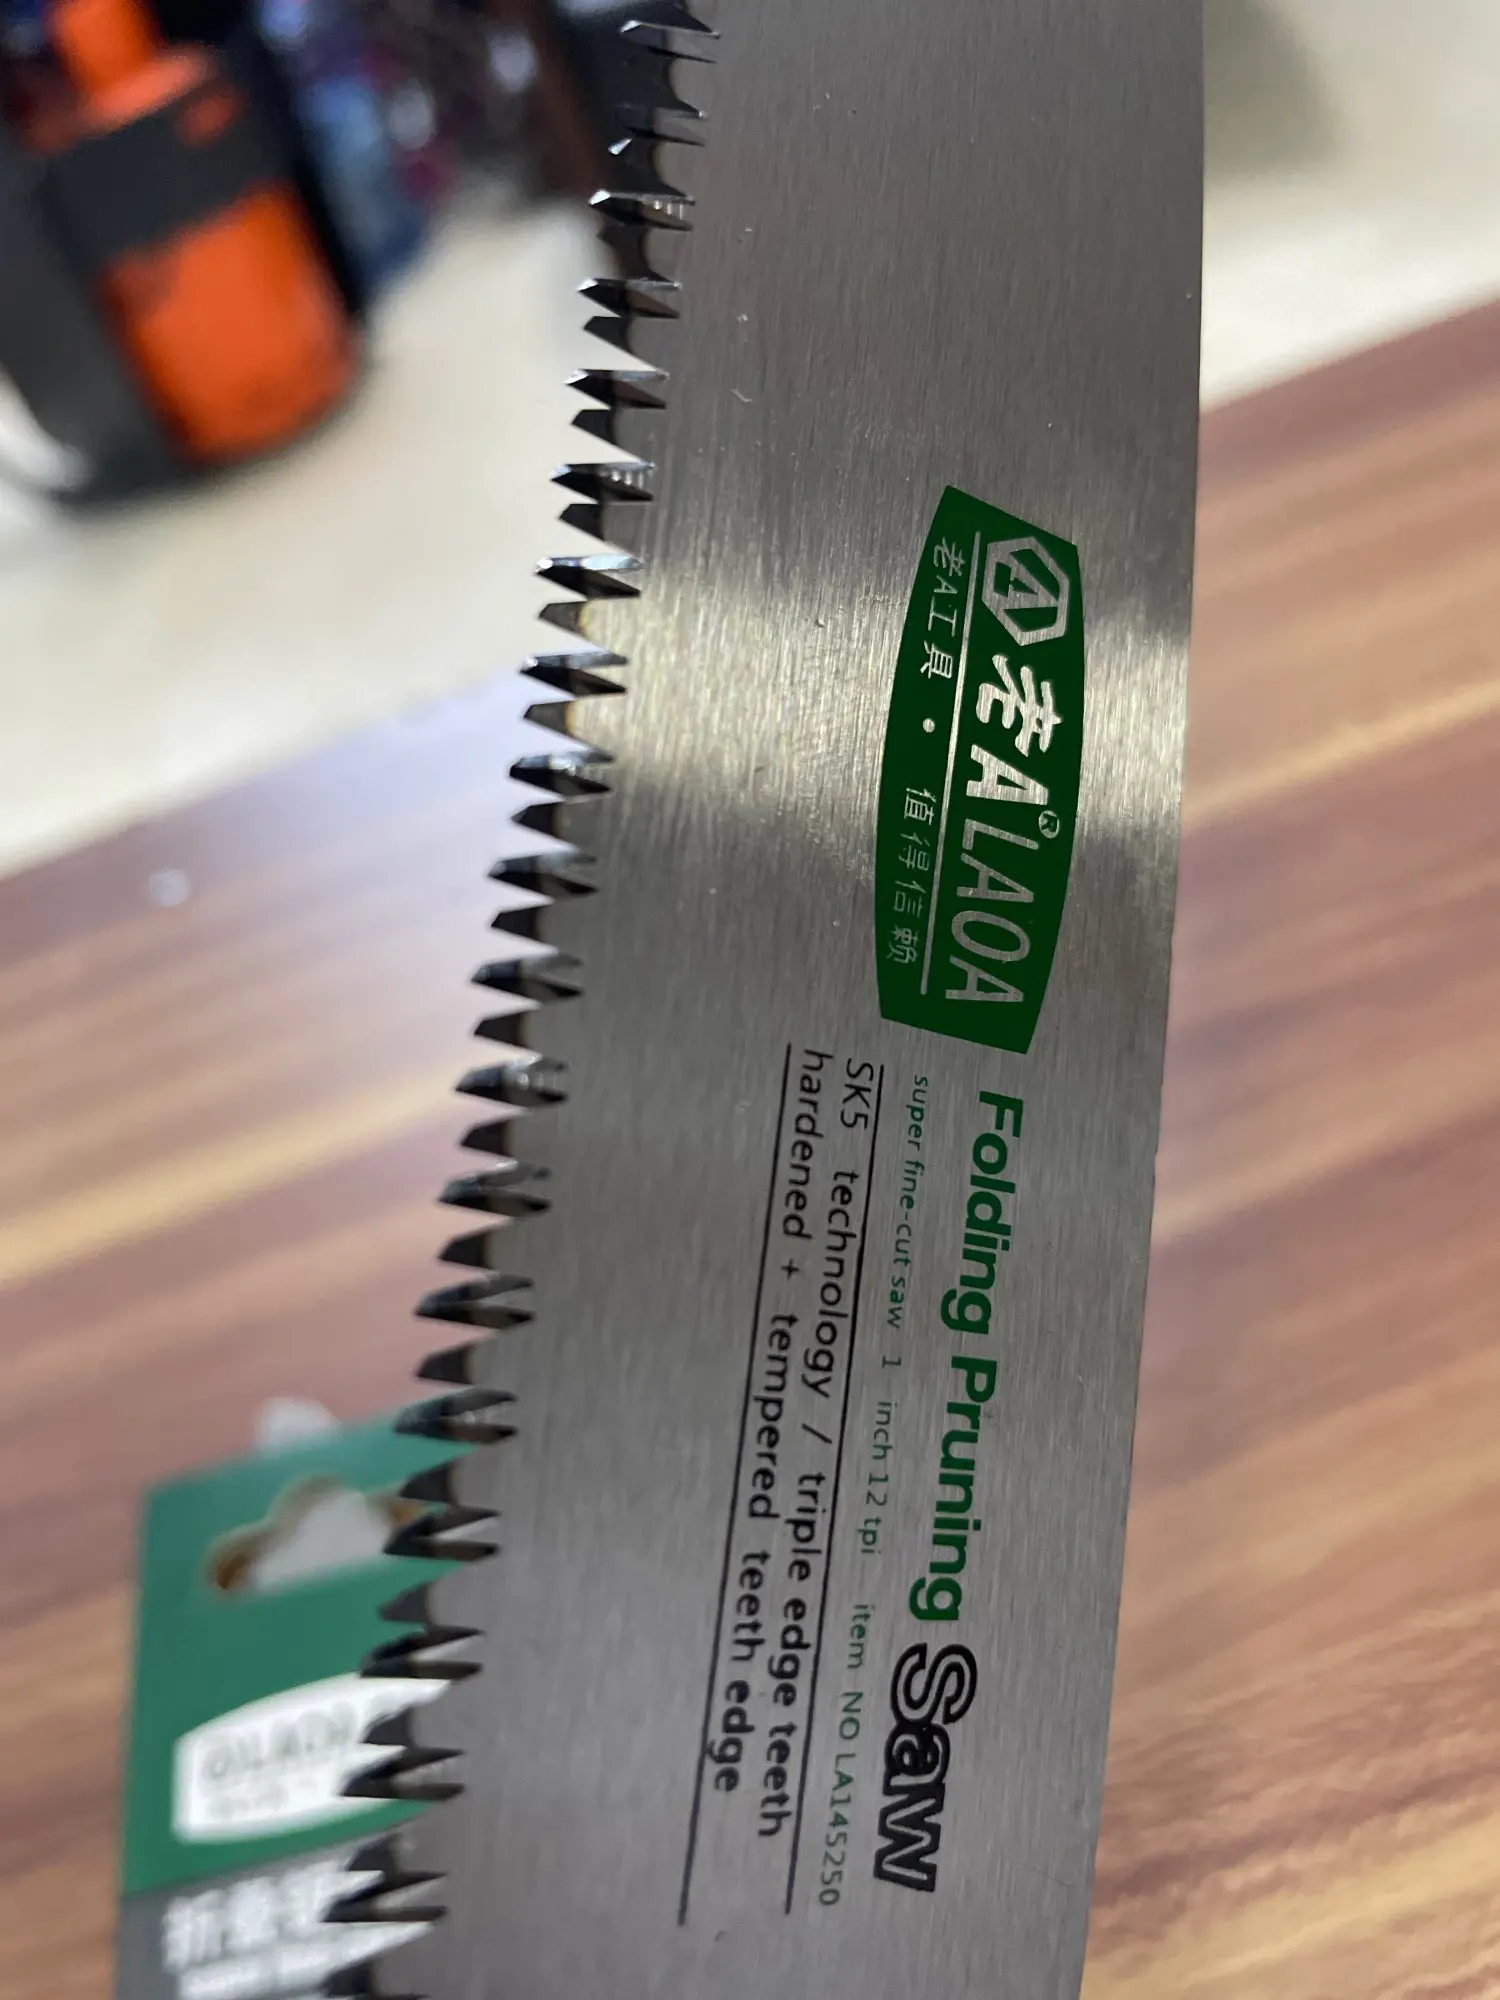 老A® LAOA
老A工具 · 值得信赖
Folding Pruning Saw
super fine-cut saw 1 inch 12 tpi item NO LA145250
SK5 technology / triple edge teeth
hardened + tempered teeth edge